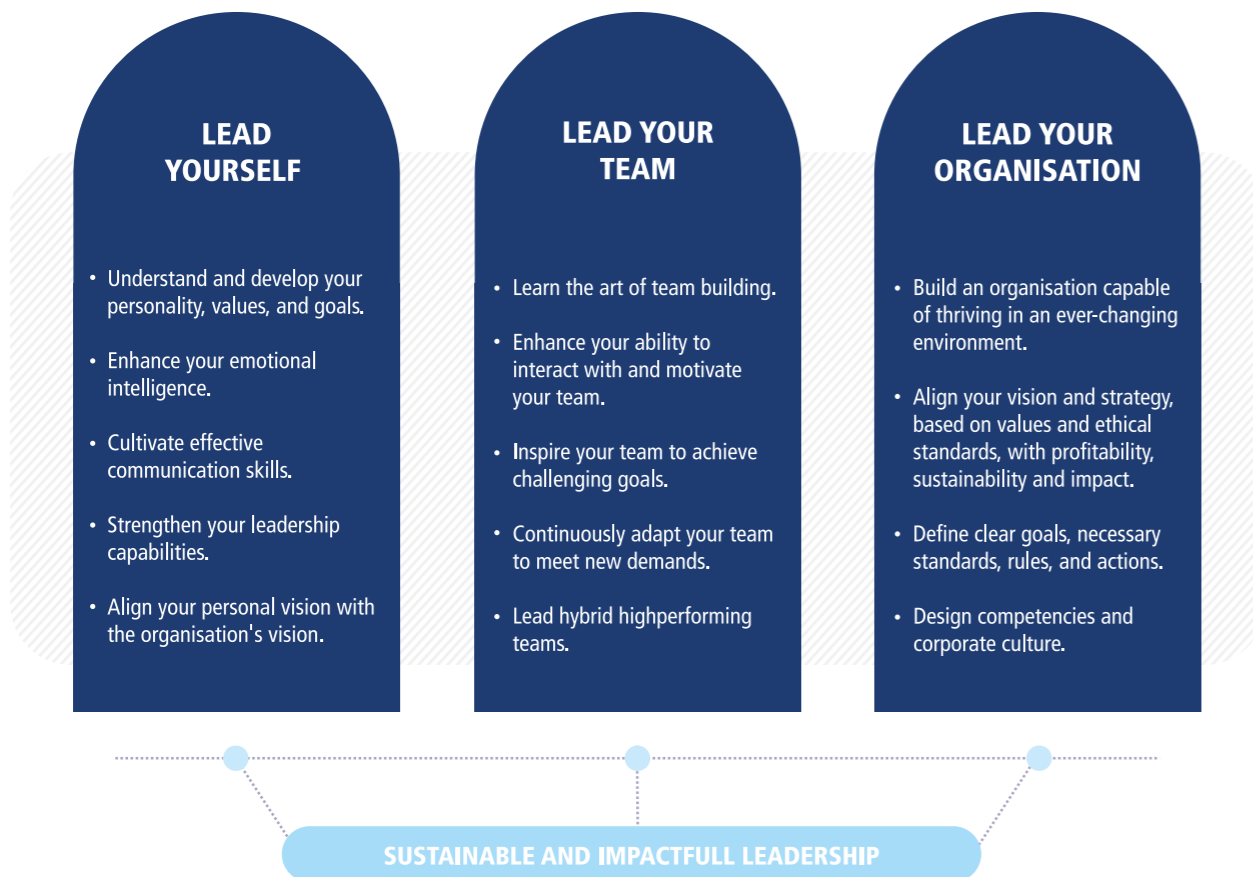 LEAD
YOURSELF
• Understand and develop your
personality, values, and goals.
• Enhance your emotional
intelligence.
• Cultivate effective
communication skills.
• Strengthen your leadership
capabilities.
• Align your personal vision with
the organisation's vision.
LEAD YOUR
TEAM
• Learn the art of team building.
• Enhance your ability to
interact with and motivate
your team.
• Inspire your team to achieve
challenging goals.
• Continuously adapt your team
to meet new demands.
• Lead hybrid highperforming
teams.
LEAD YOUR
ORGANISATION
• Build an organisation capable
of thriving in an ever-changing
environment.
• Align your vision and strategy,
based on values and ethical
standards, with profitability,
sustainability and impact.
• Define clear goals, necessary
standards, rules, and actions.
• Design competencies and
corporate culture.
SUSTAINABLE AND IMPACTFULL LEADERSHIP